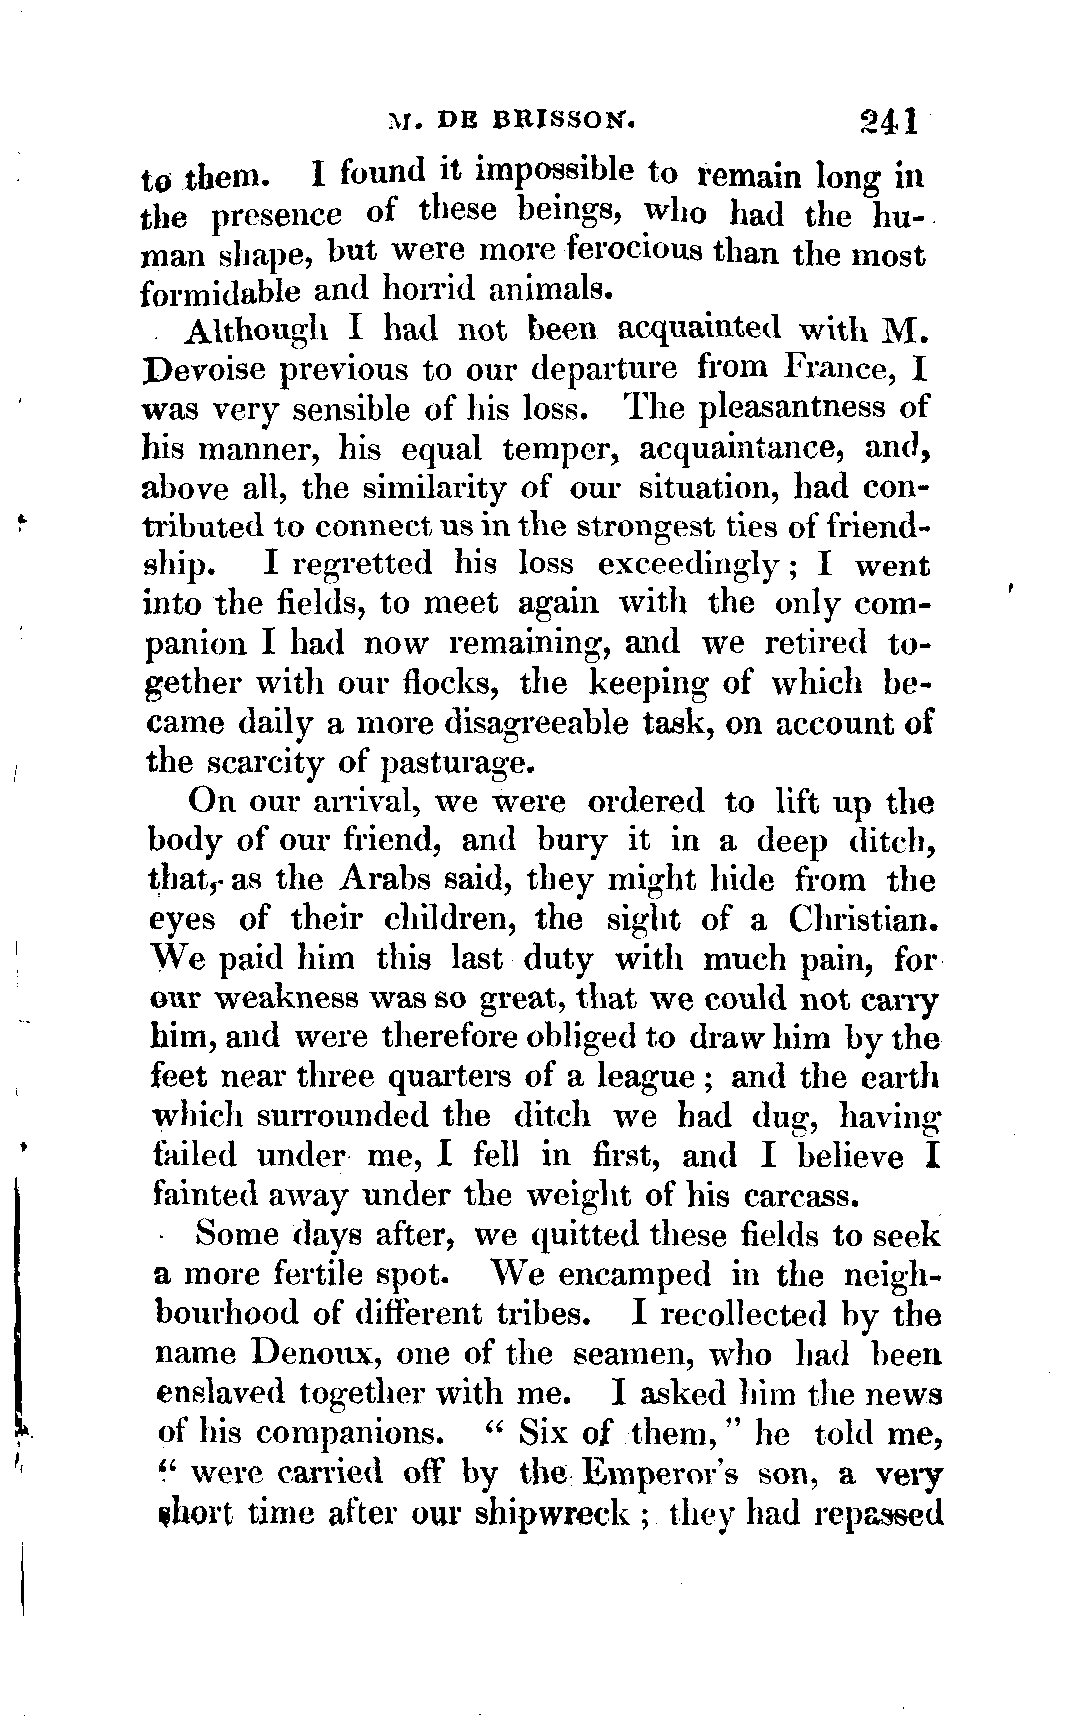 M. DE BRISSON. 241
to them. I found it impossible to remain long in
the presence of these beings, who had the hu-
man shape, but were more ferocious than the most
formidable and horrid animals.
Although I had not been acquainted with M.
Devoise previous to our departure from France, I
was very sensible of his loss. The pleasantness of
his manner, his equal temper, acquaintance, and,
above all, the similarity of our situation, had con-
tributed to connect us in the strongest ties of friend-
ship. I regretted his loss exceedingly; I went
into the fields, to meet again with the only com-
panion I had now remaining, and we retired to-
gether with our flocks, the keeping of which be-
came daily a more disagreeable task, on account of
the scarcity of pasturage.
On our arrival, we were ordered to lift up the
body of our friend, and bury it in a deep ditch,
that, as the Arabs said, they might hide from the
eyes of their children, the sight of a Christian.
We paid him this last duty with much pain, for
our weakness was so great, that we could not carry
him, and were therefore obliged to draw him by the
feet near three quarters of a league; and the earth
which surrounded the ditch we had dug, having
failed under me, I fell in first, and I believe I
fainted away under the weight of his carcass.
Some days after, we quitted these fields to seek
a more fertile spot. We encamped in the neigh-
bourhood of different tribes. I recollected by the
name Denoux, one of the seamen, who had been
enslaved together with me. I asked him the news
of his companions. “ Six of them,” he told me,
“ were carried off by the Emperor's son, a very
short time after our shipwreck; they had repassed